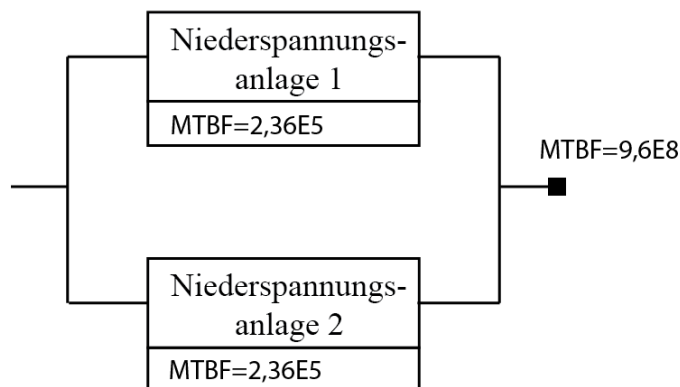 Niederspannungs-
anlage 1
MTBF=2,36E5
MTBF=9,6E8
Niederspannungs-
anlage 2
MTBF=2,36E5